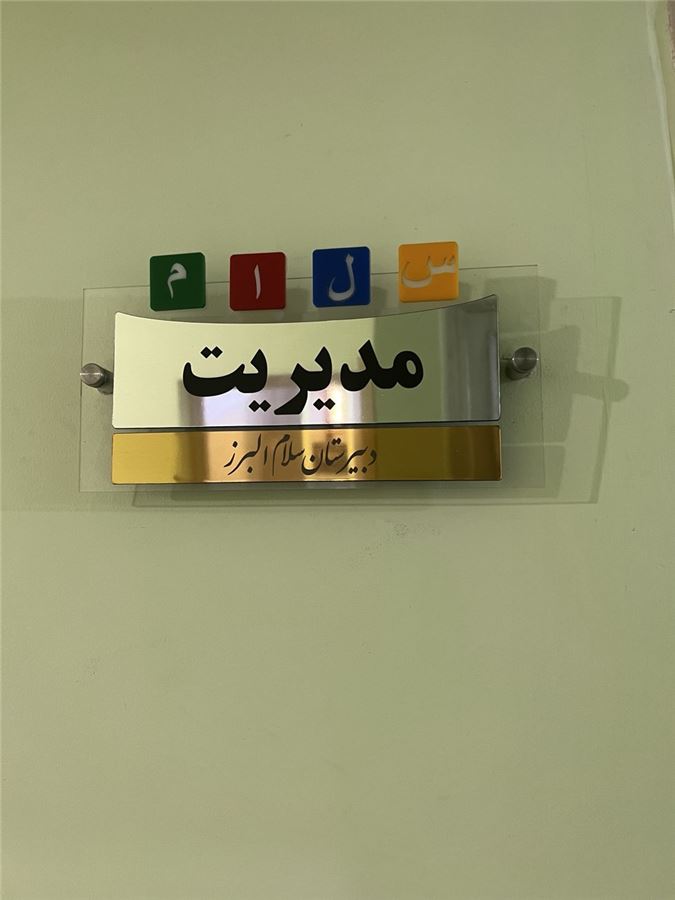 س ل ا م
مدیریت
دبیرستان سلام البرز